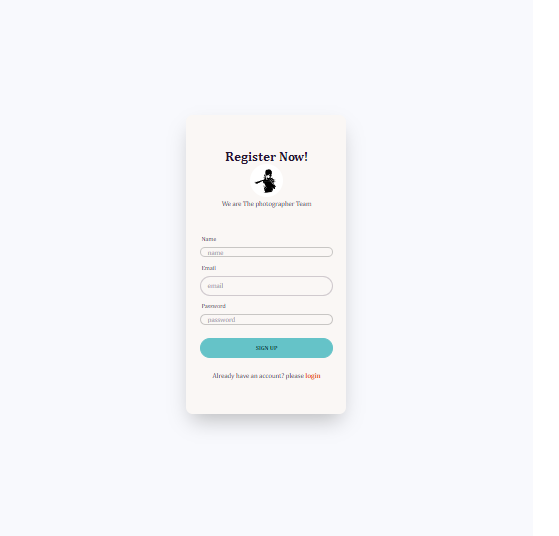 Register Now!
We are The photographer Team
Name
name
Email
email
Password
password
SIGN UP
Already have an account? please login